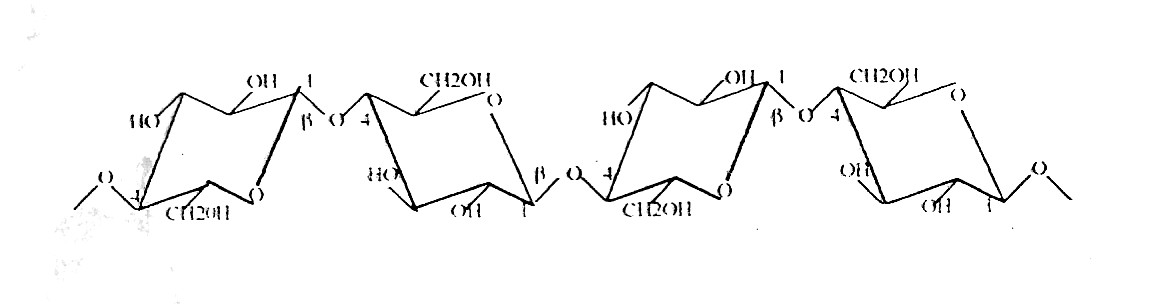 OH 1 CH2OH O OH 1 CH2OH O
HO β O 4 HO β O 4
O 4 CH2OH O HO OH 1 β O 4 CH2OH O OH OH 1 O